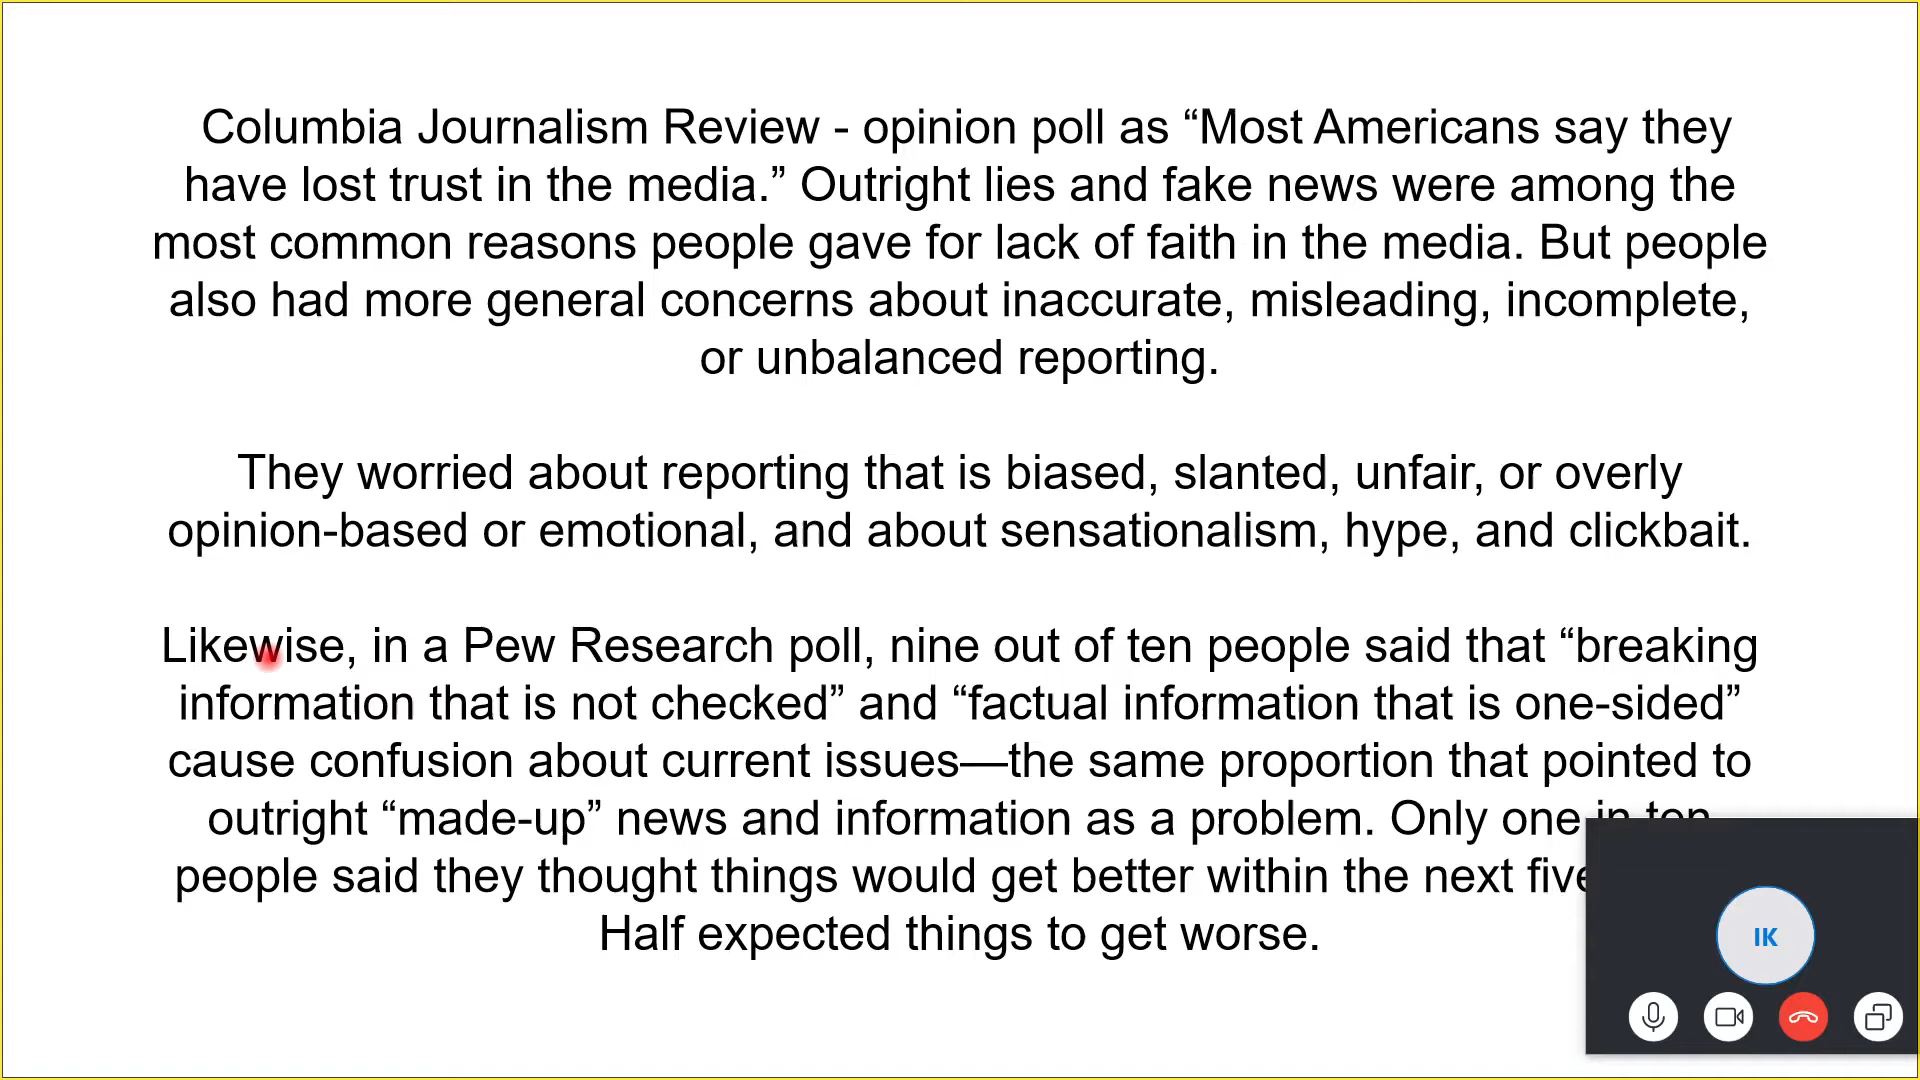 Columbia Journalism Review - opinion poll as “Most Americans say they
have lost trust in the media.” Outright lies and fake news were among the
most common reasons people gave for lack of faith in the media. But people
also had more general concerns about inaccurate, misleading, incomplete,
or unbalanced reporting.
They worried about reporting that is biased, slanted, unfair, or overly
opinion-based or emotional, and about sensationalism, hype, and clickbait.
Likewise, in a Pew Research poll, nine out of ten people said that “breaking
information that is not checked” and “factual information that is one-sided”
cause confusion about current issues—the same proportion that pointed to
outright “made-up” news and information as a problem. Only one in ten
people said they thought things would get better within the next five
Half expected things to get worse.
IK